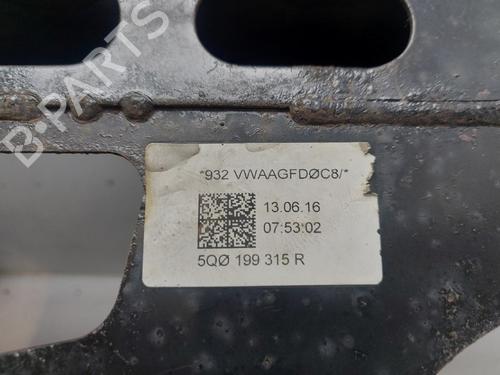 B-PARTS
*932 VWAAGFDØC8/*
13.06.16
07:53:02
5QØ 199 315 R